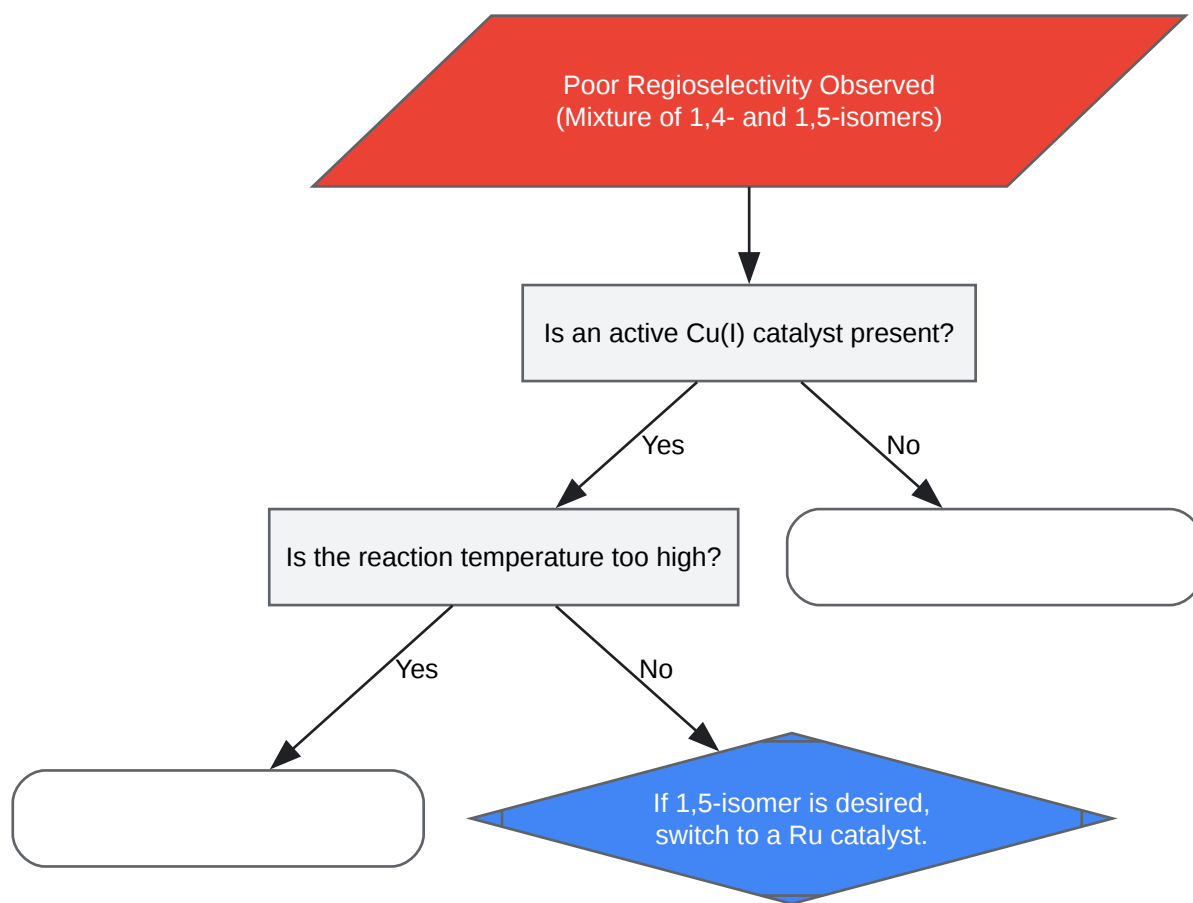 Poor Regioselectivity Observed
(Mixture of 1,4- and 1,5-isomers)
Is an active Cu(I) catalyst present?
Yes
No
Is the reaction temperature too high?
Yes
No
If 1,5-isomer is desired,
switch to a Ru catalyst.